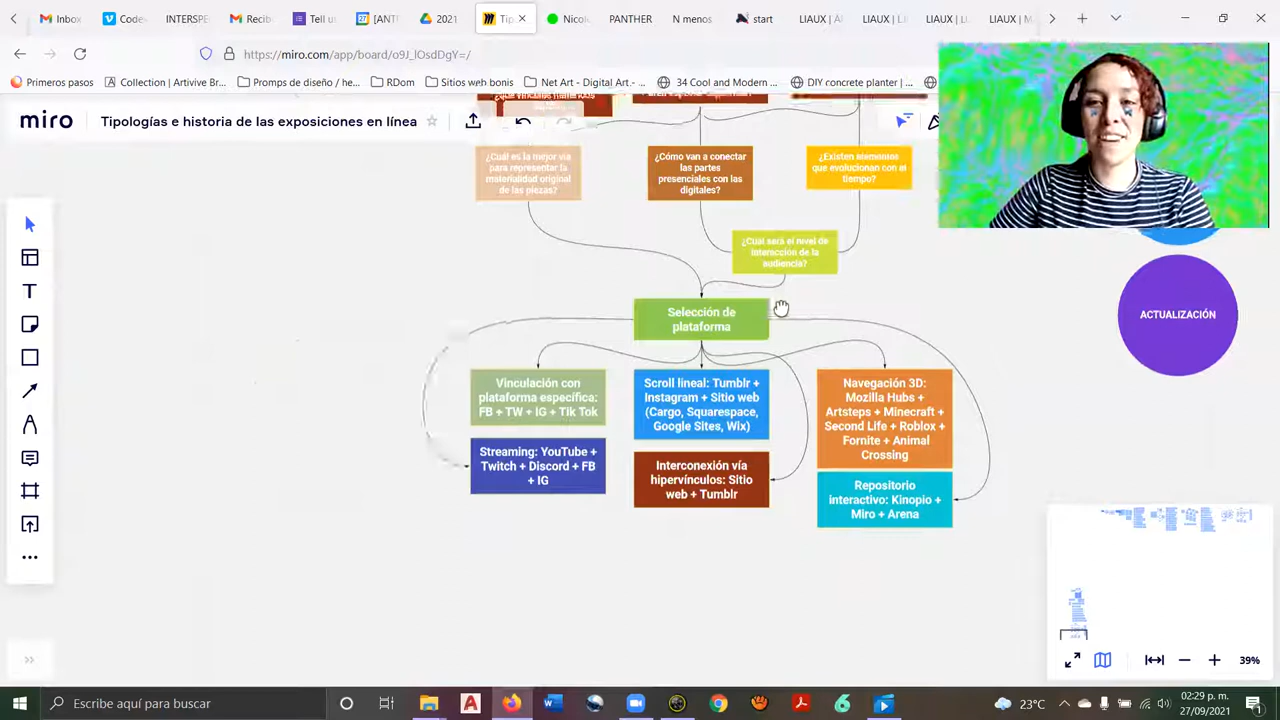 Inbox
Codec
INTERSPE
Recib
Tell us
[ANT
2021
Tip
Nicol
PANTHER
N menos
start
LIAUX | A
LIAUX | L
LIAUX | L
LIAUX | M
https://miro.com/app/board/o9J_lOsdDgY=/
Primeros pasos
Collection | Artivive Br...
Promps de diseño / he...
RDom
Sitios web bonis
Net Art - Digital Art.-...
34 Cool and Modern ...
DIY concrete planter | ...
miro
Tipologías e historia de las exposiciones en línea
¿Cuál es la mejor vía
para representar la
materialidad original
de las piezas?
¿Cómo van a conectar
las partes
presenciales con las
digitales?
¿Existen elementos
que evolucionan con el
tiempo?
¿Cuál será el nivel de
interacción de la
audiencia?
ACTUALIZACIÓN
Selección de
plataforma
Vinculación con
plataforma específica:
FB + TW + IG + Tik Tok
Scroll lineal: Tumblr +
Instagram + Sitio web
(Cargo, Squarespace,
Google Sites, Wix)
Navegación 3D:
Mozilla Hubs +
Artsteps + Minecraft +
Second Life + Roblox +
Fornite + Animal
Crossing
Streaming: YouTube +
Twitch + Discord + FB
+ IG
Interconexión vía
hipervínculos: Sitio
web + Tumblr
Repositorio
interactivo: Kinopio +
Miro + Arena
39%
Escribe aquí para buscar
23°C
02:29 p. m.
27/09/2021